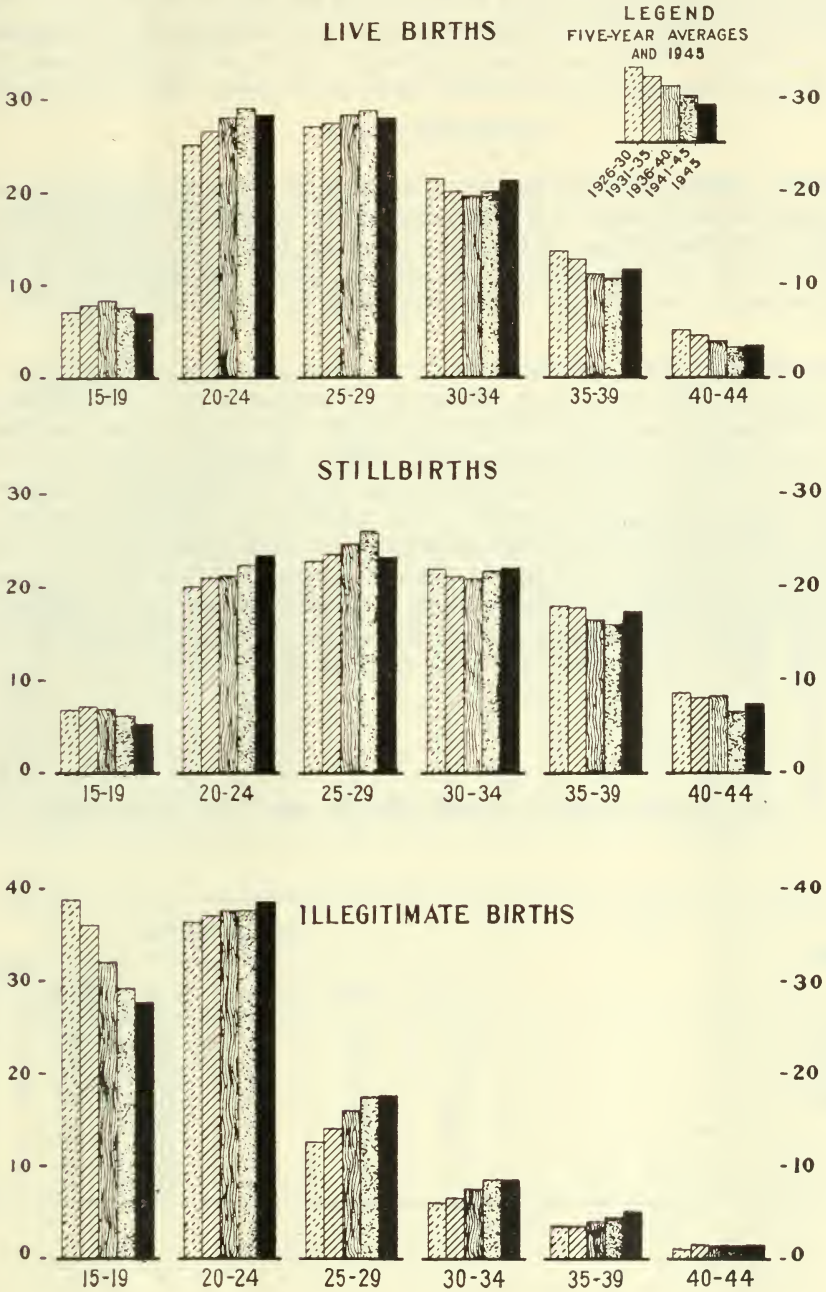 LIVE BIRTHS
LEGEND
FIVE-YEAR AVERAGES
AND 1945
1926-30
1931-35
1936-40
1941-45
1945
30 - - 30
20 - - 20
10 - - 10
0 - - 0
15-19 20-24 25-29 30-34 35-39 40-44
STILLBIRTHS
30 - - 30
20 - - 20
10 - - 10
0 - - 0
15-19 20-24 25-29 30-34 35-39 40-44
ILLEGITIMATE BIRTHS
40 - - 40
30 - - 30
20 - - 20
10 - - 10
0 - - 0
15-19 20-24 25-29 30-34 35-39 40-44